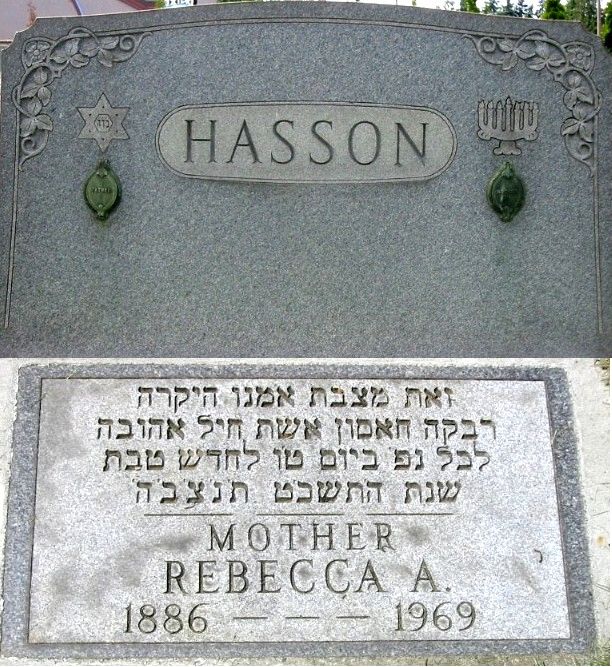 HASSON
זאת מצבת אמנו היקרה
רבקה חאסון אשת חיל אהובה
לכל נפ ביום טו לחדש טבת
שנת התשכט תנצבה
MOTHER
REBECCA A.
1886 — — — 1969